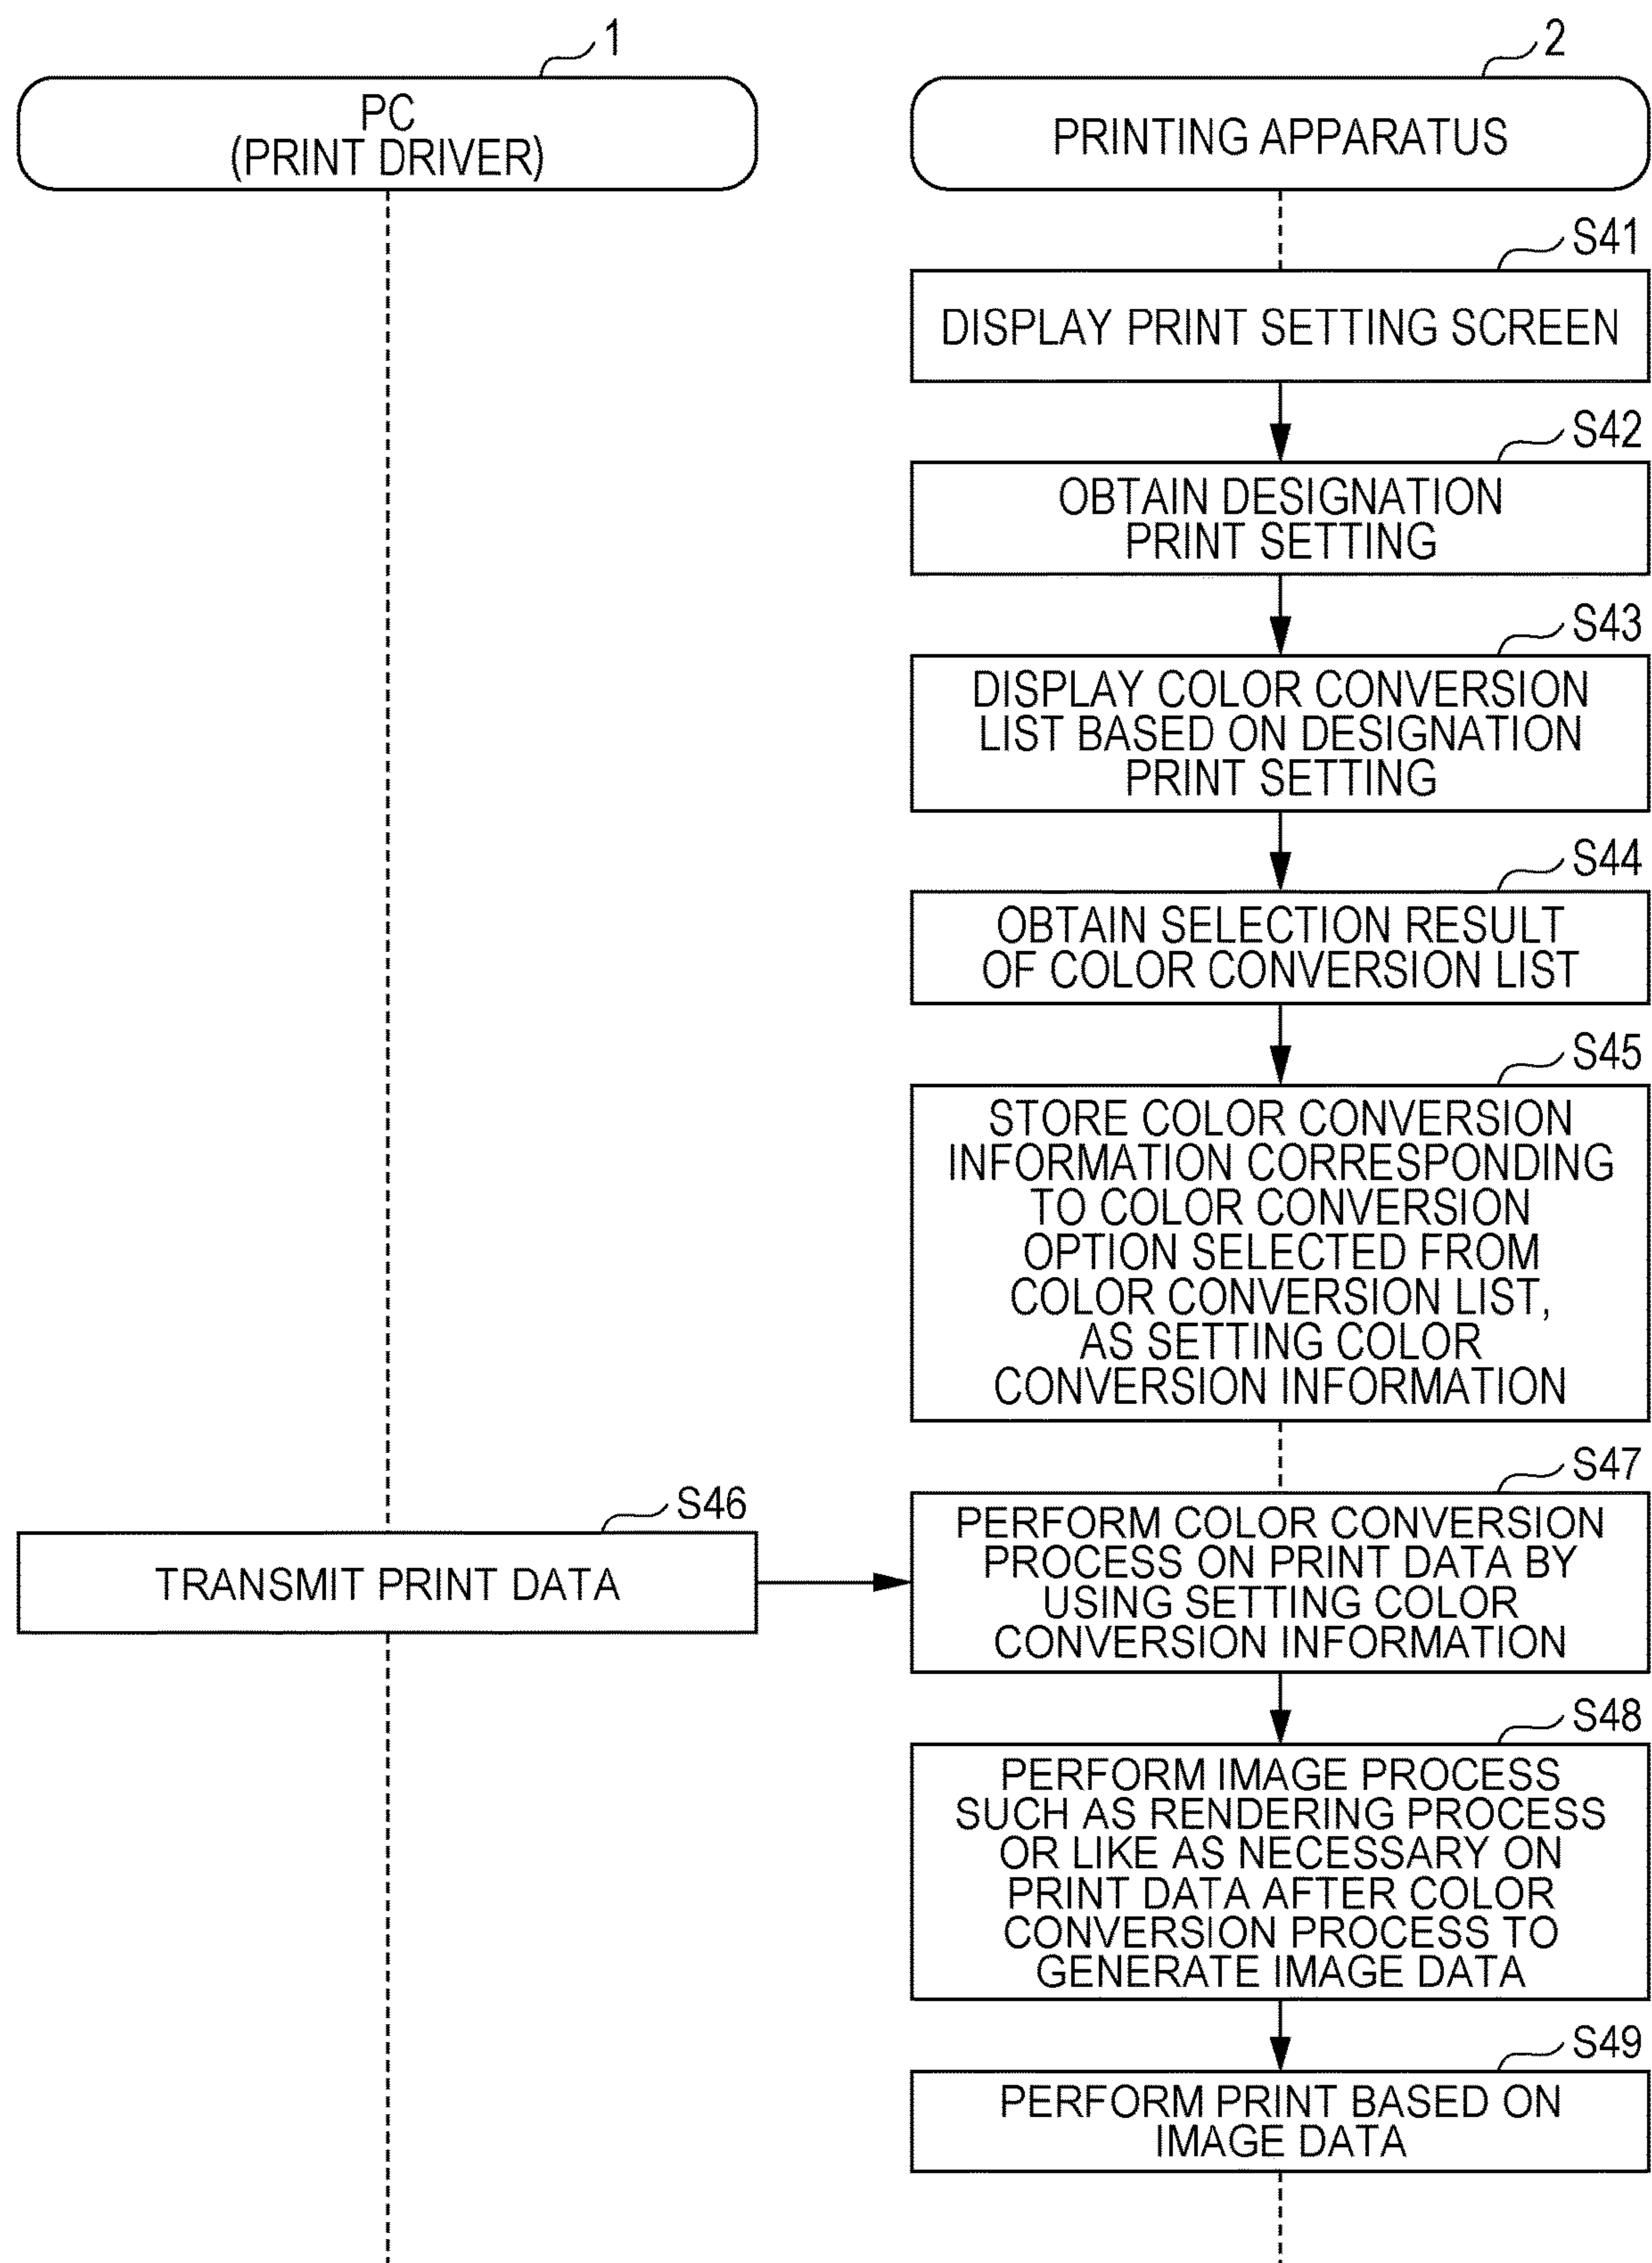 1
PC
(PRINT DRIVER)
2
PRINTING APPARATUS
S41
DISPLAY PRINT SETTING SCREEN
S42
OBTAIN DESIGNATION
PRINT SETTING
S43
DISPLAY COLOR CONVERSION
LIST BASED ON DESIGNATION
PRINT SETTING
S44
OBTAIN SELECTION RESULT
OF COLOR CONVERSION LIST
S45
STORE COLOR CONVERSION
INFORMATION CORRESPONDING
TO COLOR CONVERSION
OPTION SELECTED FROM
COLOR CONVERSION LIST,
AS SETTING COLOR
CONVERSION INFORMATION
S46
TRANSMIT PRINT DATA
S47
PERFORM COLOR CONVERSION
PROCESS ON PRINT DATA BY
USING SETTING COLOR
CONVERSION INFORMATION
S48
PERFORM IMAGE PROCESS
SUCH AS RENDERING PROCESS
OR LIKE AS NECESSARY ON
PRINT DATA AFTER COLOR
CONVERSION PROCESS TO
GENERATE IMAGE DATA
S49
PERFORM PRINT BASED ON
IMAGE DATA